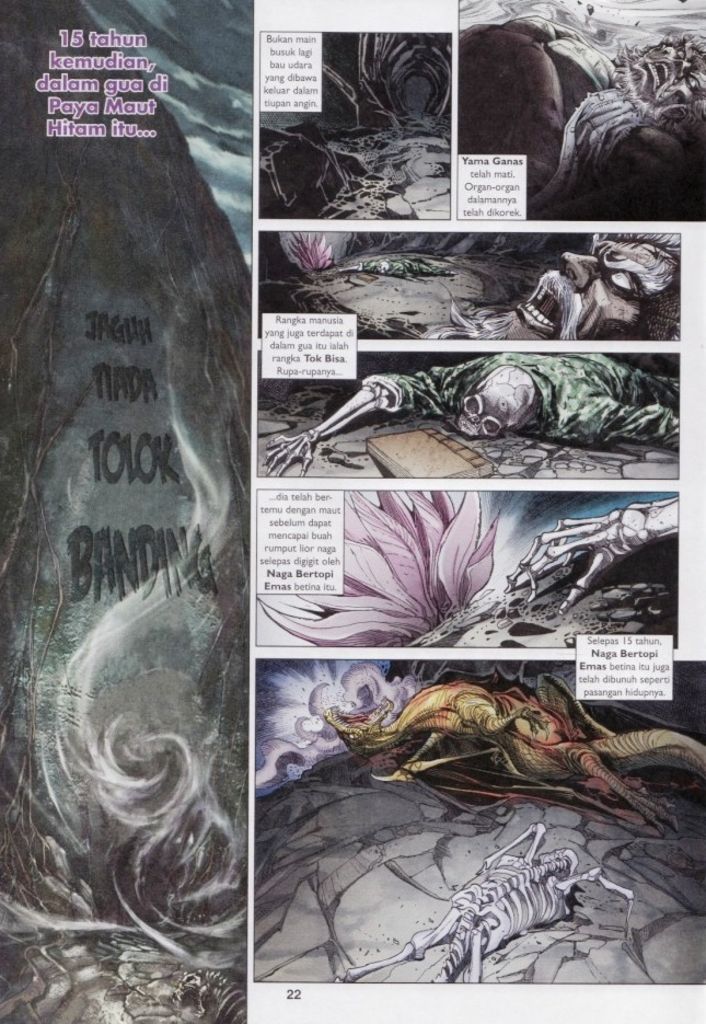 15 tahun
kemudian,
dalam gua di
Paya Maut
Hitam itu...
JAGUH
TIADA
TOLOK
BANDING
Bukan main
busuk lagi
bau udara
yang dibawa
keluar dalam
tiupan angin.
Yama Ganas
telah mati.
Organ-organ
dalamannya
telah dikorek.
Rangka manusia
yang juga terdapat di
dalam gua itu ialah
rangka Tok Bisa.
Rupa-rupanya...
...dia telah ber-
temu dengan maut
sebelum dapat
mencapai buah
rumput lior naga
selepas digigit oleh
Naga Bertopi
Emas betina itu.
Selepas 15 tahun,
Naga Bertopi
Emas betina itu juga
telah dibunuh seperti
pasangan hidupnya.
22